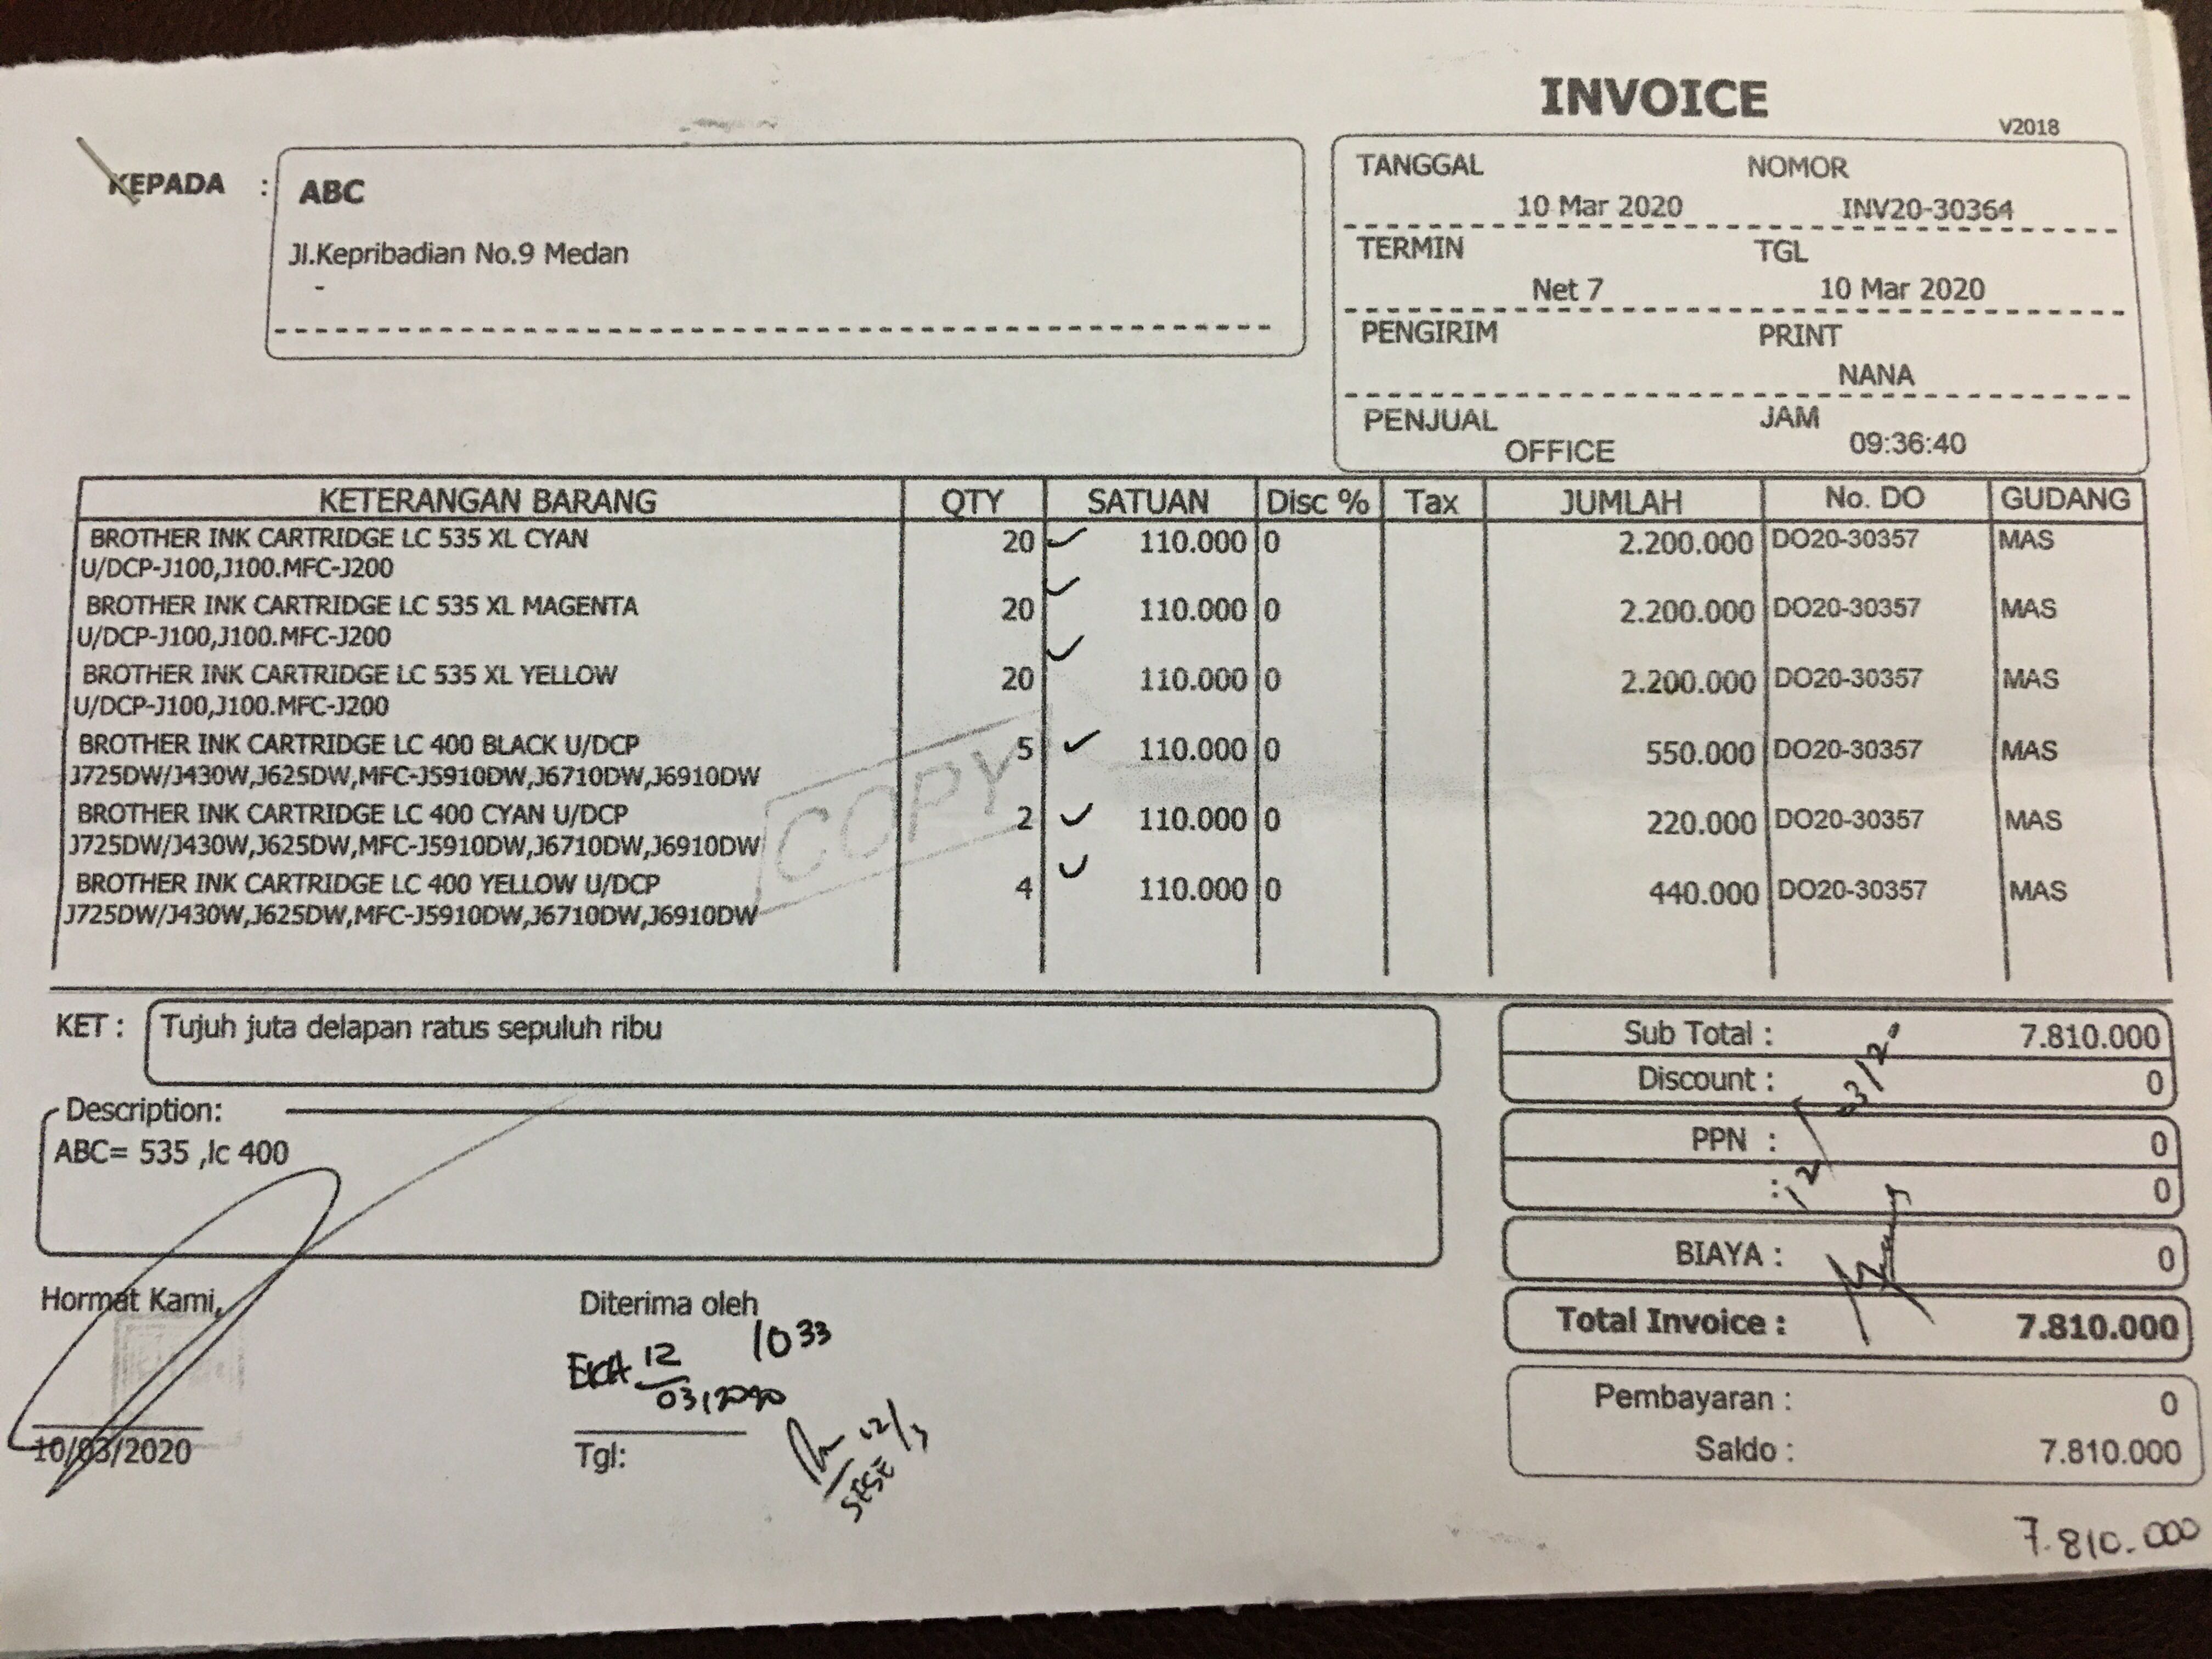 INVOICE
V2018
KEPADA : ABC
Jl.Kepribadian No.9 Medan
-
TANGGAL NOMOR
10 Mar 2020 INV20-30364
TERMIN TGL
Net 7 10 Mar 2020
PENGIRIM PRINT
NANA
PENJUAL JAM
OFFICE 09:36:40
KETERANGAN BARANG QTY SATUAN Disc % Tax JUMLAH No. DO GUDANG
BROTHER INK CARTRIDGE LC 535 XL CYAN 20 110.000 0 2.200.000 DO20-30357 MAS
U/DCP-J100,J100.MFC-J200
BROTHER INK CARTRIDGE LC 535 XL MAGENTA 20 110.000 0 2.200.000 DO20-30357 MAS
U/DCP-J100,J100.MFC-J200
BROTHER INK CARTRIDGE LC 535 XL YELLOW 20 110.000 0 2.200.000 DO20-30357 MAS
U/DCP-J100,J100.MFC-J200
BROTHER INK CARTRIDGE LC 400 BLACK U/DCP 5 110.000 0 550.000 DO20-30357 MAS
J725DW/J430W,J625DW,MFC-J5910DW,J6710DW,J6910DW
BROTHER INK CARTRIDGE LC 400 CYAN U/DCP 2 110.000 0 220.000 DO20-30357 MAS
J725DW/J430W,J625DW,MFC-J5910DW,J6710DW,J6910DW
BROTHER INK CARTRIDGE LC 400 YELLOW U/DCP 4 110.000 0 440.000 DO20-30357 MAS
J725DW/J430W,J625DW,MFC-J5910DW,J6710DW,J6910DW
COPY
KET : Tujuh juta delapan ratus sepuluh ribu
Description:
ABC= 535 ,lc 400
Sub Total : 7.810.000
Discount : 0
PPN : 0
: 0
BIAYA : 0
Total Invoice : 7.810.000
Pembayaran : 0
Saldo : 7.810.000
7.810.000
Hormat Kami,
10/03/2020
Diterima oleh
10 33
EKA 12
03/2020
Tgl:
12/3
SESE